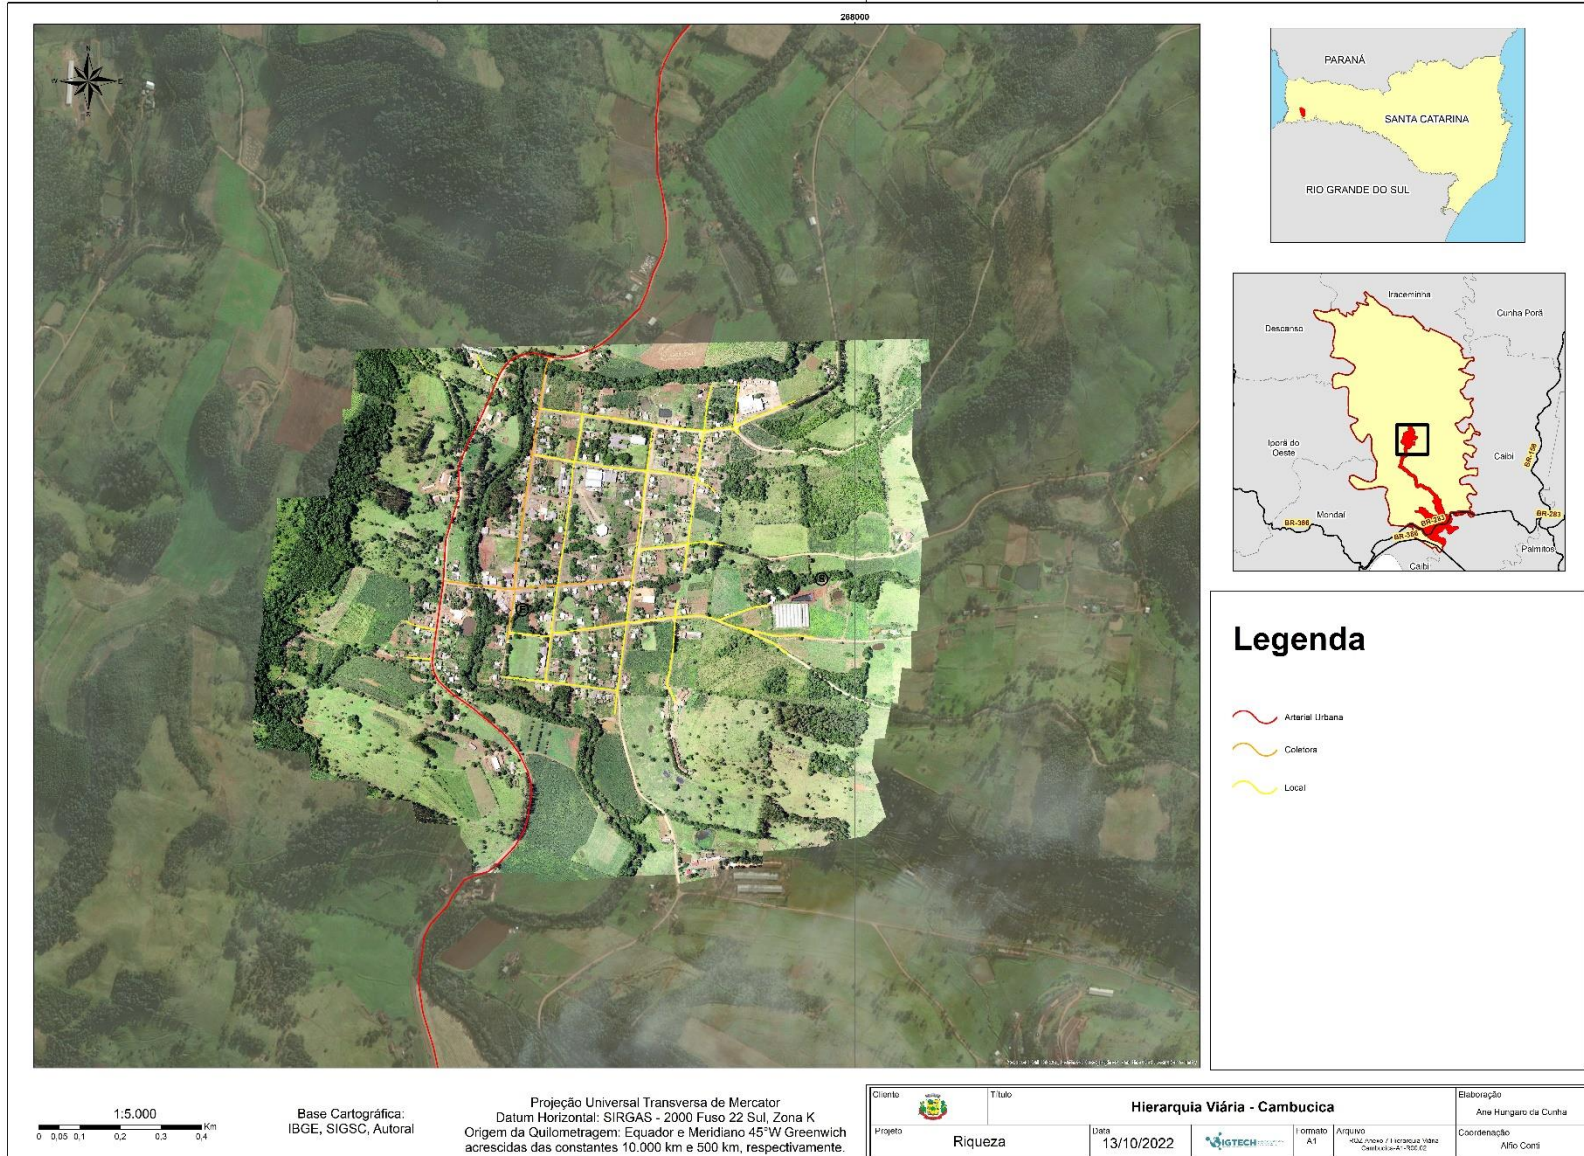 268000
N
W
E
S
PARANÁ
SANTA CATARINA
RIO GRANDE DO SUL
Iraceminha
Cunha Porã
Descanso
Iporã do
Oeste
Caibi
BR-158
Mondaí
BR-386
BR-283
BR-283
BR-386
Palmitos
Caibi
Legenda
Arterial Urbana
Coletora
Local
1:5.000
Km
0 0,05 0,1 0,2 0,3 0,4
Base Cartográfica:
IBGE, SIGSC, Autoral
Projeção Universal Transversa de Mercator
Datum Horizontal: SIRGAS - 2000 Fuso 22 Sul, Zona K
Origem da Quilometragem: Equador e Meridiano 45°W Greenwich
acrescidas das constantes 10.000 km e 500 km, respectivamente.
Cliente
Título
Hierarquia Viária - Cambucica
Elaboração
Ane Hungaro da Cunha
Projeto
Riqueza
Data
13/10/2022
Formato
A1
Arquivo
Coordenação
Alfio Conti